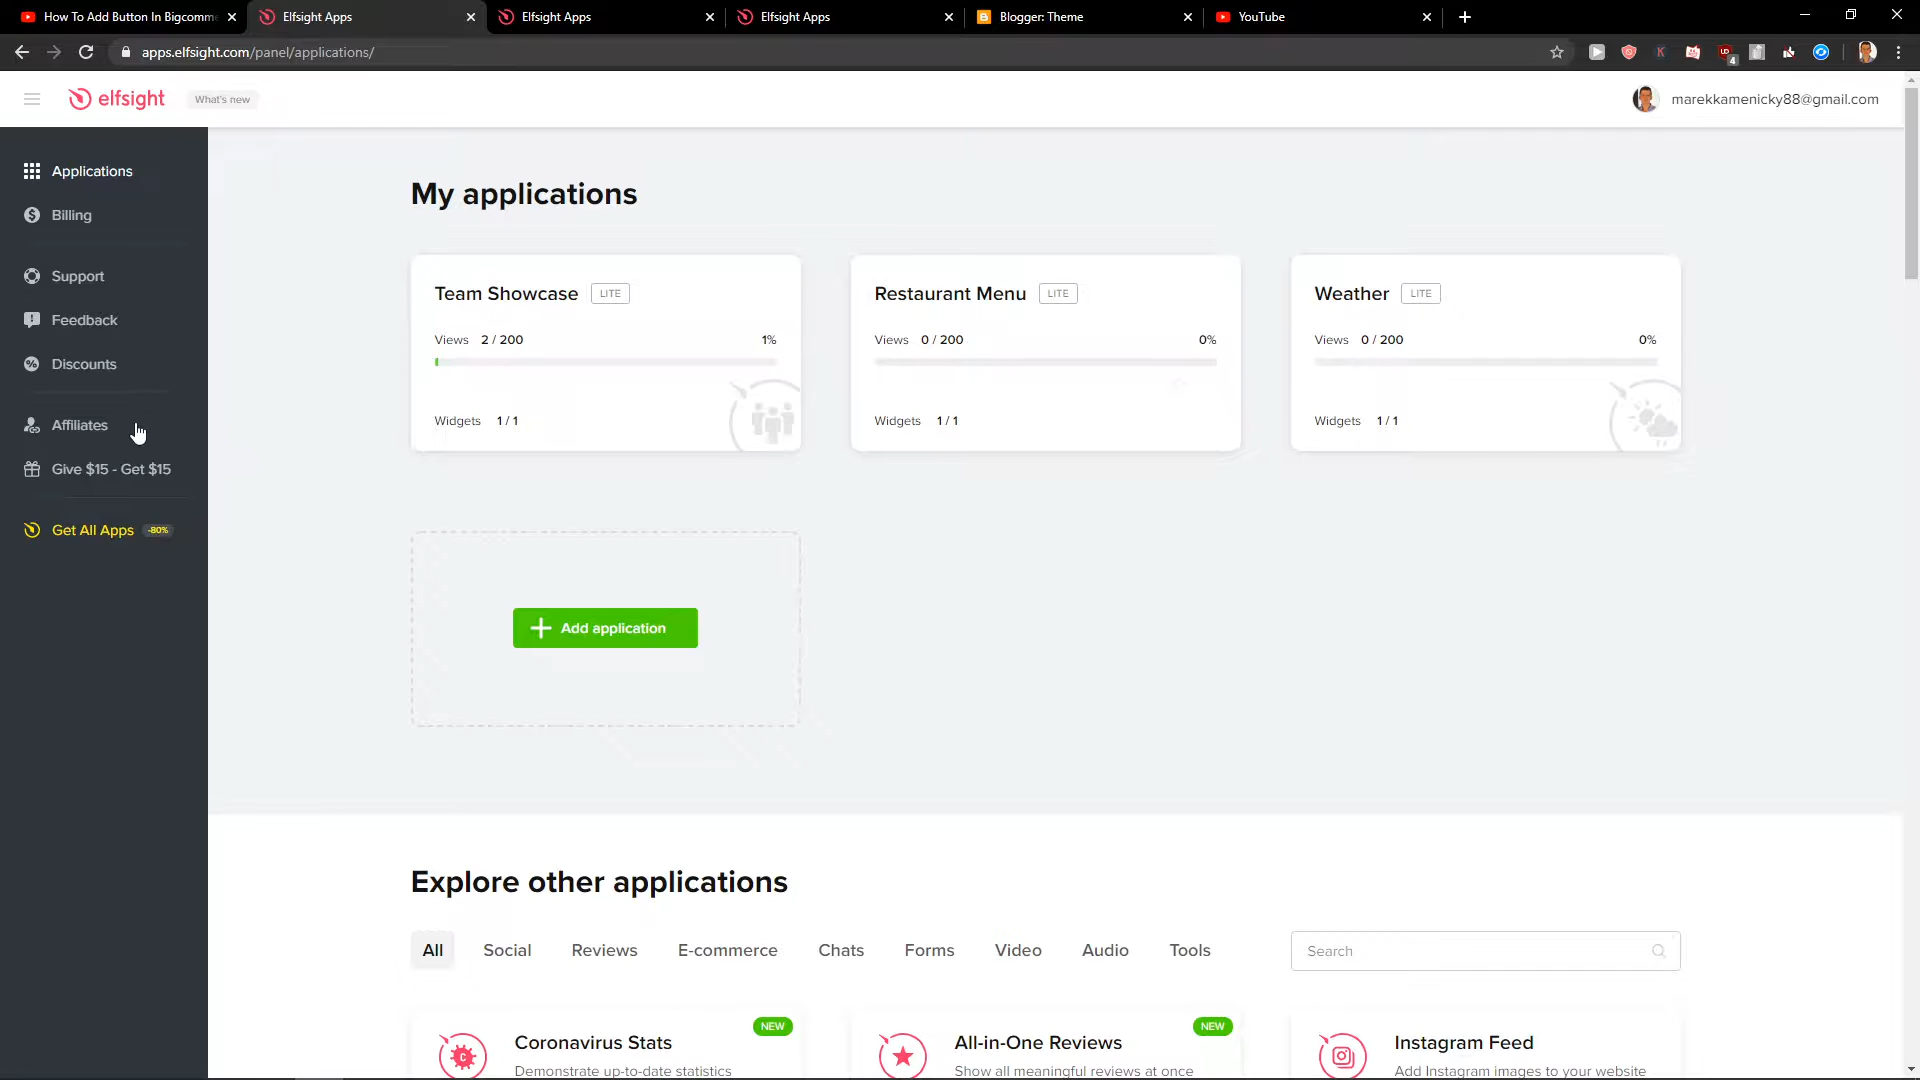 How To Add Button In Bigcomme
Elfsight Apps
Elfsight Apps
Elfsight Apps
Blogger: Theme
YouTube
apps.elfsight.com/panel/applications/
4
elfsight
What's new
marekkamenicky88@gmail.com
Applications
Billing
Support
Feedback
Discounts
Affiliates
Give $15 - Get $15
Get All Apps -80%
My applications
Team Showcase LITE
Views 2 / 200 1%
Widgets 1 / 1
Restaurant Menu LITE
Views 0 / 200 0%
Widgets 1 / 1
Weather LITE
Views 0 / 200 0%
Widgets 1 / 1
Add application
Explore other applications
All Social Reviews E-commerce Chats Forms Video Audio Tools
Search
NEW
Coronavirus Stats
Demonstrate up-to-date statistics
NEW
All-in-One Reviews
Show all meaningful reviews at once
Instagram Feed
Add Instagram images to your website